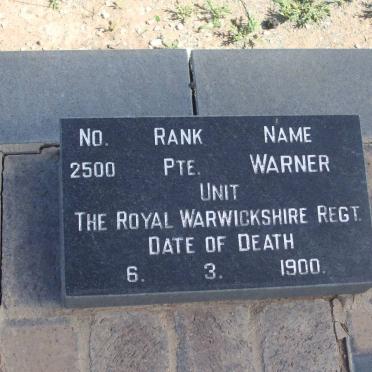 No. Rank Name
2500 Pte. Warner
Unit
The Royal Warwickshire Regt.
Date of Death
6. 3. 1900.